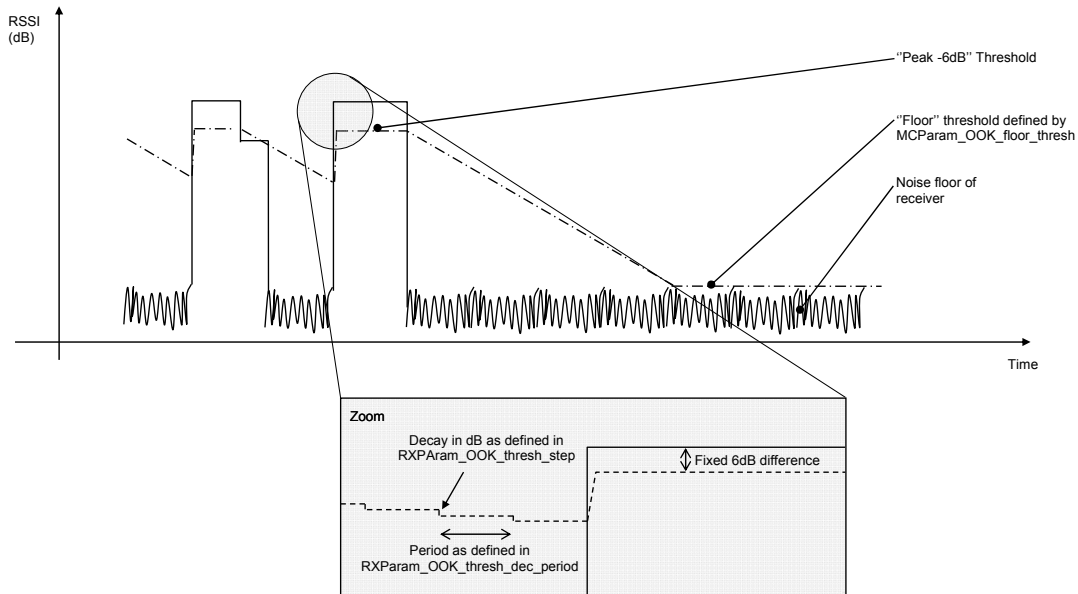 RSSI
(dB)
‘’Peak -6dB’’ Threshold
‘’Floor’’ threshold defined by
MCParam_OOK_floor_thresh
Noise floor of
receiver
Time
Zoom
Decay in dB as defined in
RXPAram_OOK_thresh_step
Fixed 6dB difference
Period as defined in
RXParam_OOK_thresh_dec_period